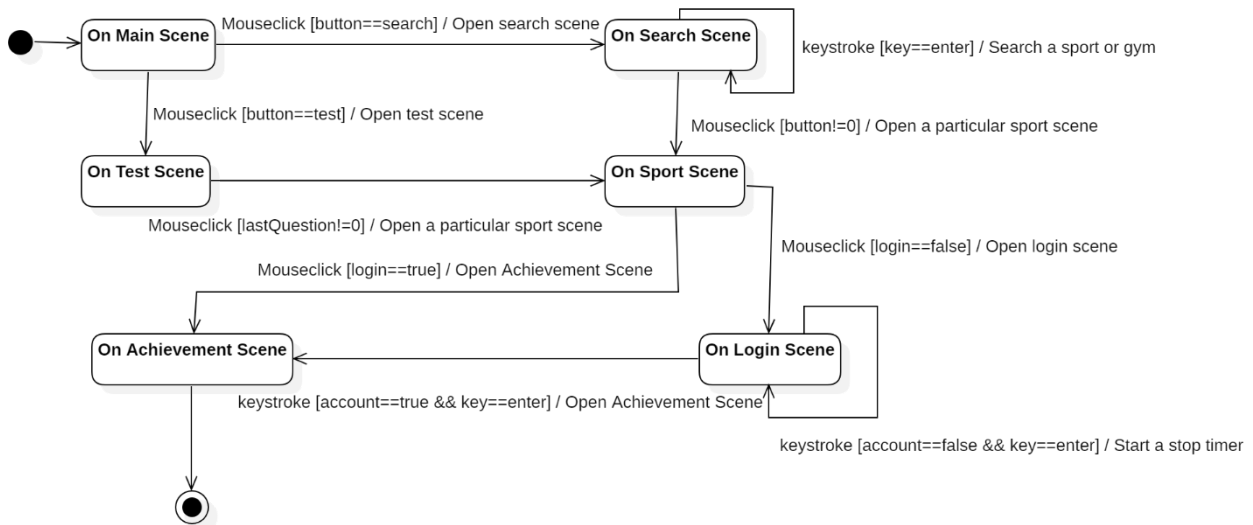 On Main Scene
Mouseclick [button==search] / Open search scene
On Search Scene
keystroke [key==enter] / Search a sport or gym
Mouseclick [button==test] / Open test scene
Mouseclick [button!=0] / Open a particular sport scene
On Test Scene
On Sport Scene
Mouseclick [lastQuestion!=0] / Open a particular sport scene
Mouseclick [login==false] / Open login scene
Mouseclick [login==true] / Open Achievement Scene
On Achievement Scene
On Login Scene
keystroke [account==true && key==enter] / Open Achievement Scene
keystroke [account==false && key==enter] / Start a stop timer